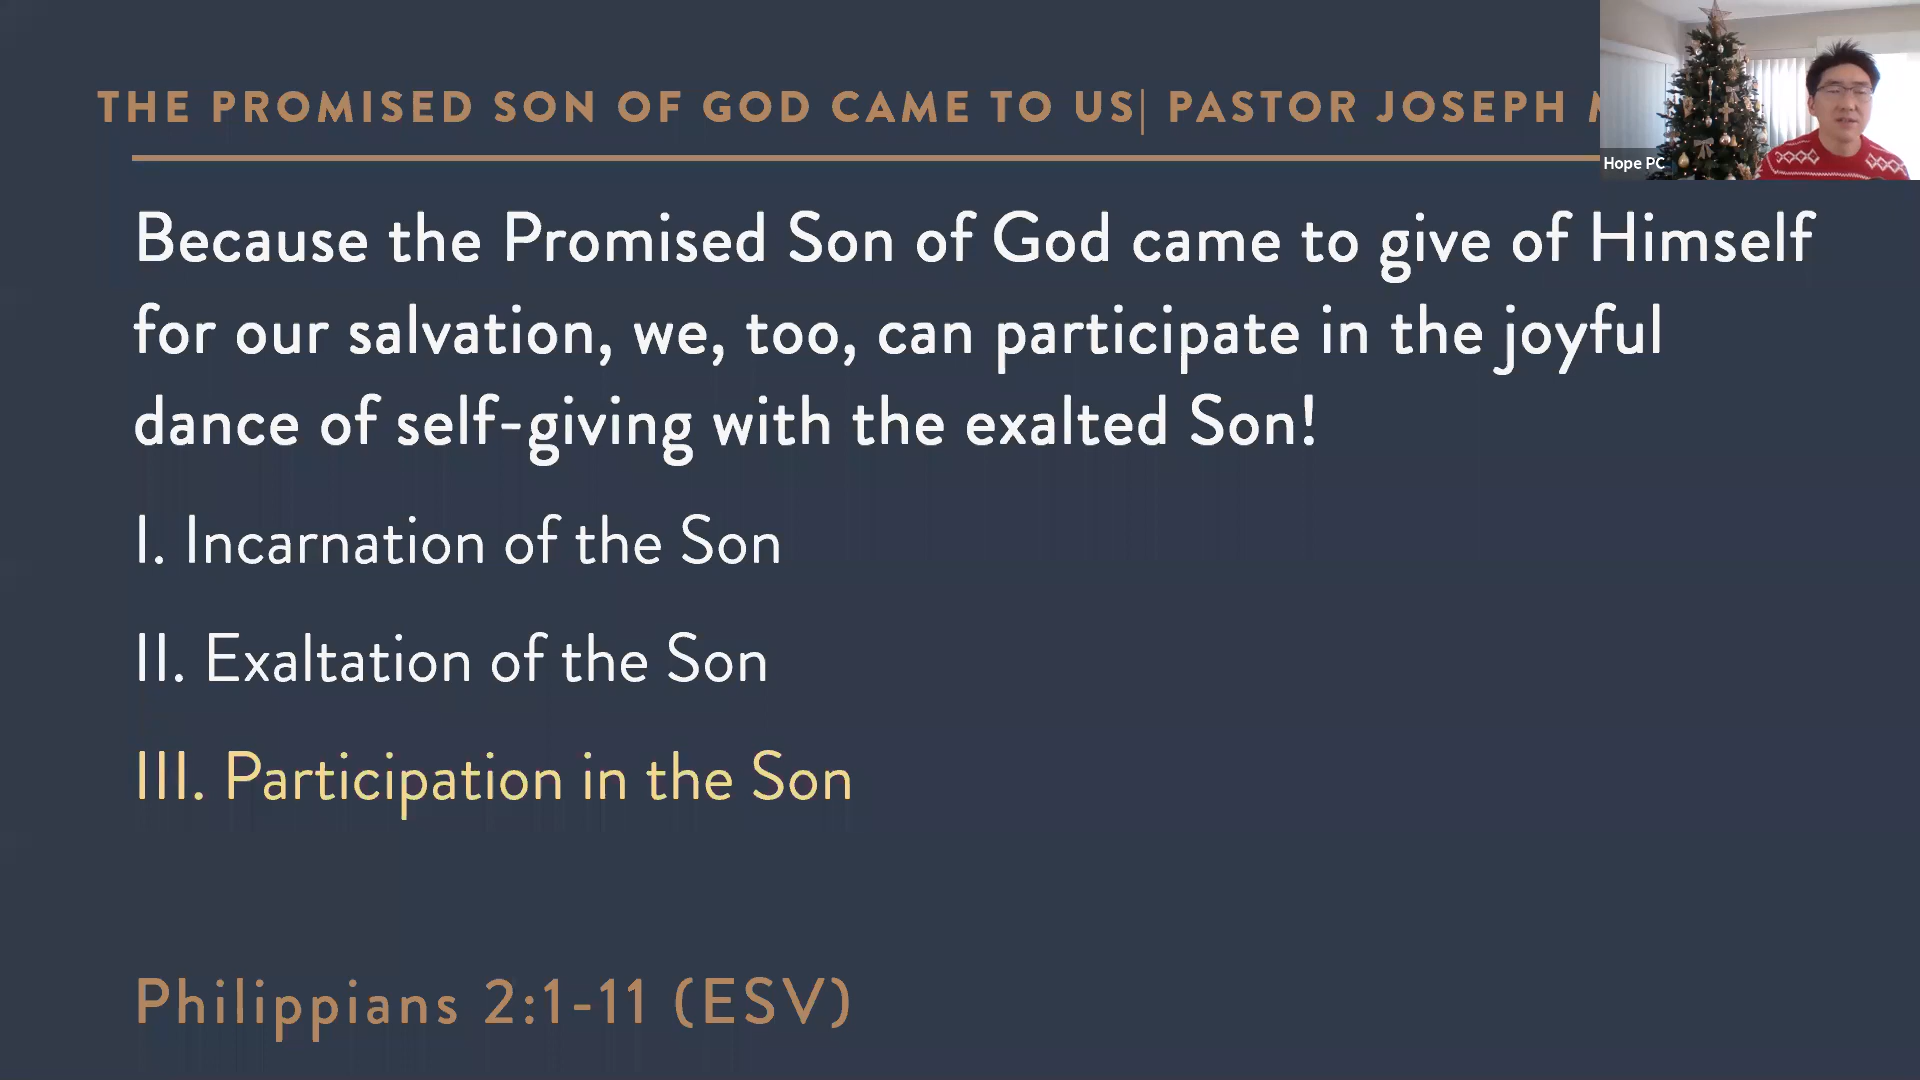 THE PROMISED SON OF GOD CAME TO US| PASTOR JOSEPH
Hope PC
Because the Promised Son of God came to give of Himself
for our salvation, we, too, can participate in the joyful
dance of self-giving with the exalted Son!
I. Incarnation of the Son
II. Exaltation of the Son
III. Participation in the Son
Philippians 2:1-11 (ESV)